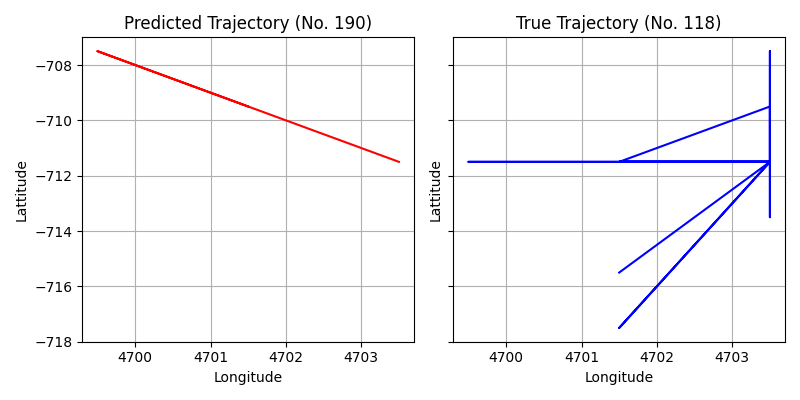 Predicted Trajectory (No. 190)
Lattitude
−708
−710
−712
−714
−716
−718
4700 4701 4702 4703
Longitude
True Trajectory (No. 118)
Lattitude
4700 4701 4702 4703
Longitude